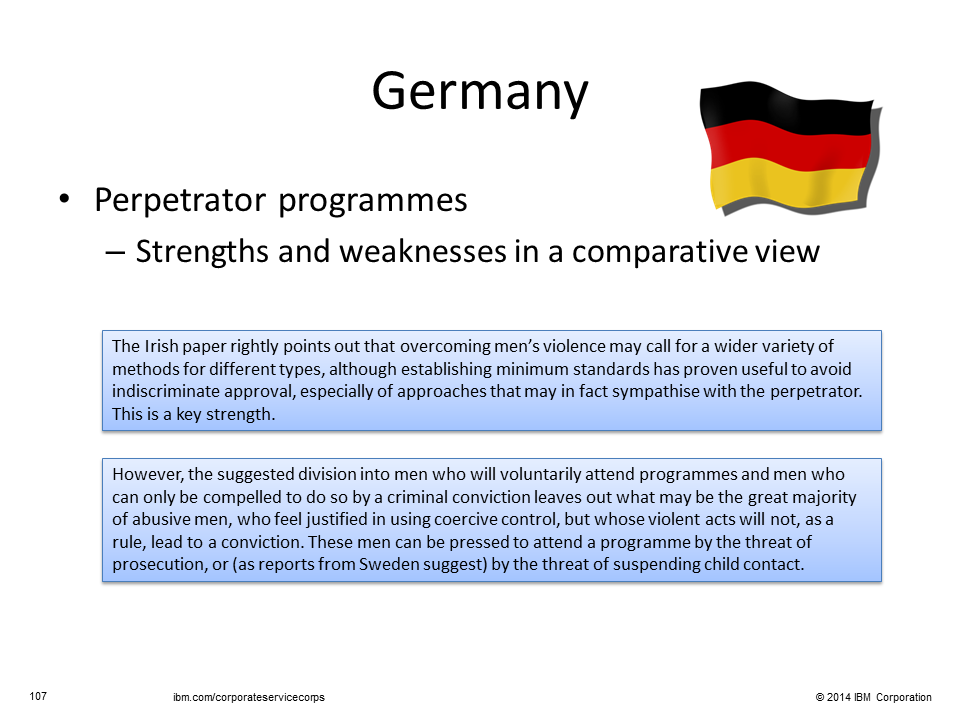 Germany
• Perpetrator programmes
– Strengths and weaknesses in a comparative view
The Irish paper rightly points out that overcoming men’s violence may call for a wider variety of
methods for different types, although establishing minimum standards has proven useful to avoid
indiscriminate approval, especially of approaches that may in fact sympathise with the perpetrator.
This is a key strength.
However, the suggested division into men who will voluntarily attend programmes and men who
can only be compelled to do so by a criminal conviction leaves out what may be the great majority
of abusive men, who feel justified in using coercive control, but whose violent acts will not, as a
rule, lead to a conviction. These men can be pressed to attend a programme by the threat of
prosecution, or (as reports from Sweden suggest) by the threat of suspending child contact.
107
ibm.com/corporateservicecorps
© 2014 IBM Corporation